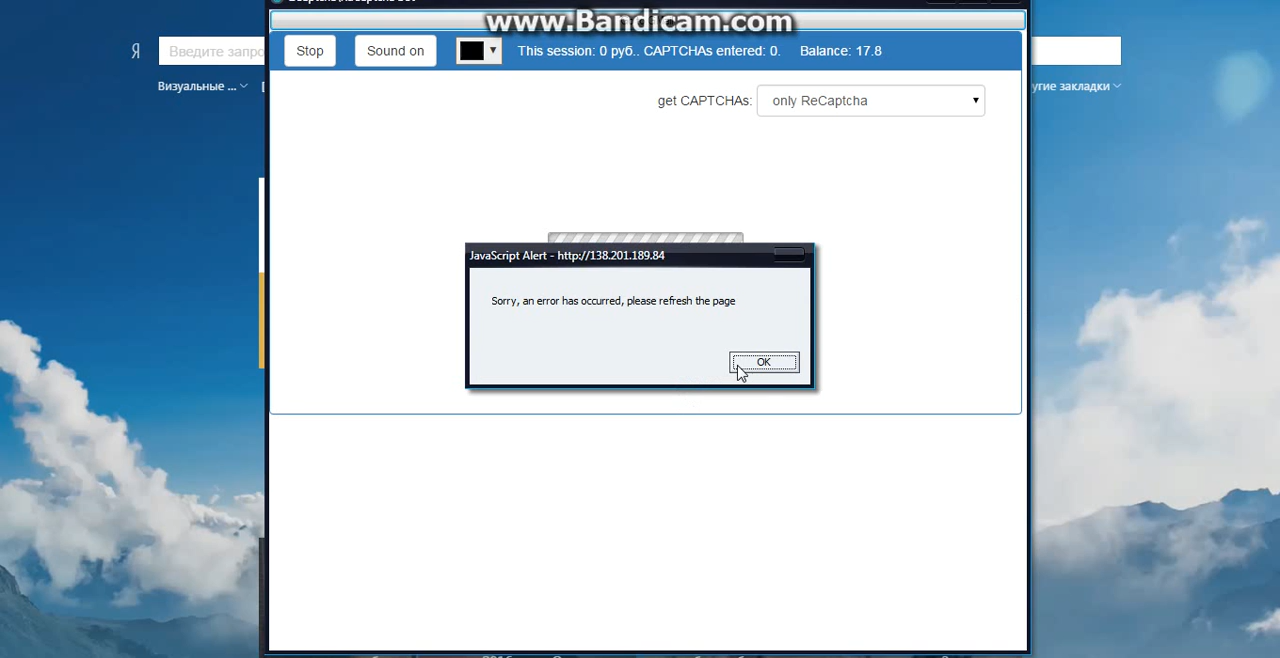 www.Bandicam.com
Я
Введите запро
Stop
Sound on
This session: 0 руб.. CAPTCHAs entered: 0.
Balance: 17.8
Визуальные ...
угие закладки
get CAPTCHAs:
only ReCaptcha
JavaScript Alert - http://138.201.189.84
Sorry, an error has occurred, please refresh the page
OK